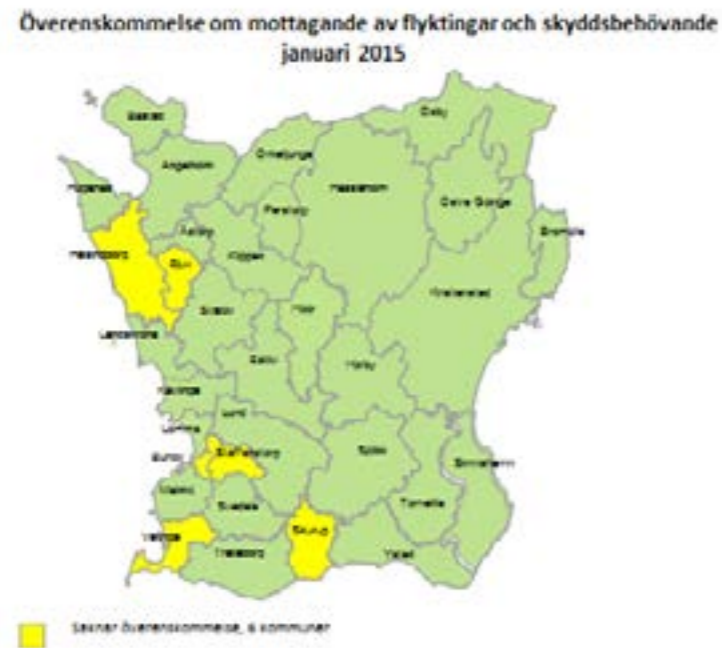 Överenskommelse om mottagande av flyktingar och skyddsbehövande
januari 2015
Båstad
Osby
Örkelljunga
Ängelholm
Hässleholm
Höganäs
Perstorp
Östra Göinge
Åstorp
Bromölla
Helsingborg
Klippan
Bjuv
Kristianstad
Svalöv
Höör
Landskrona
Eslöv
Hörby
Kävlinge
Lund
Lomma
Staffanstorp
Sjöbo
Burlöv
Simrishamn
Malmö
Svedala
Tomelilla
Skurup
Vellinge
Trelleborg
Ystad
Saknar överenskommelse, 6 kommuner